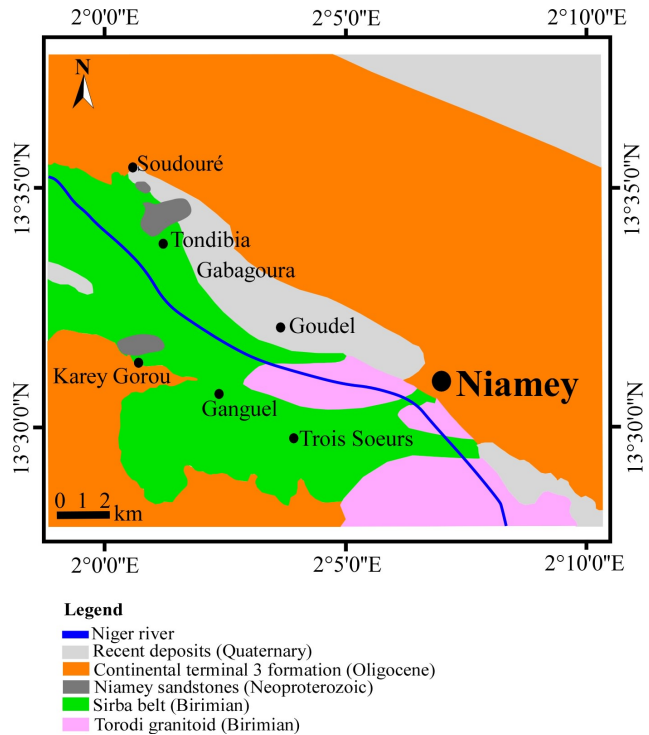 2°0'0"E 2°5'0"E 2°10'0"E
N
Soudouré
13°35'0"N 13°35'0"N
Tondibia
Gabagoura
Goudel
Karey Gorou
Niamey
Ganguel
13°30'0"N 13°30'0"N
Trois Soeurs
0 1 2
km
2°0'0"E 2°5'0"E 2°10'0"E
Legend
Niger river
Recent deposits (Quaternary)
Continental terminal 3 formation (Oligocene)
Niamey sandstones (Neoproterozoic)
Sirba belt (Birimian)
Torodi granitoid (Birimian)